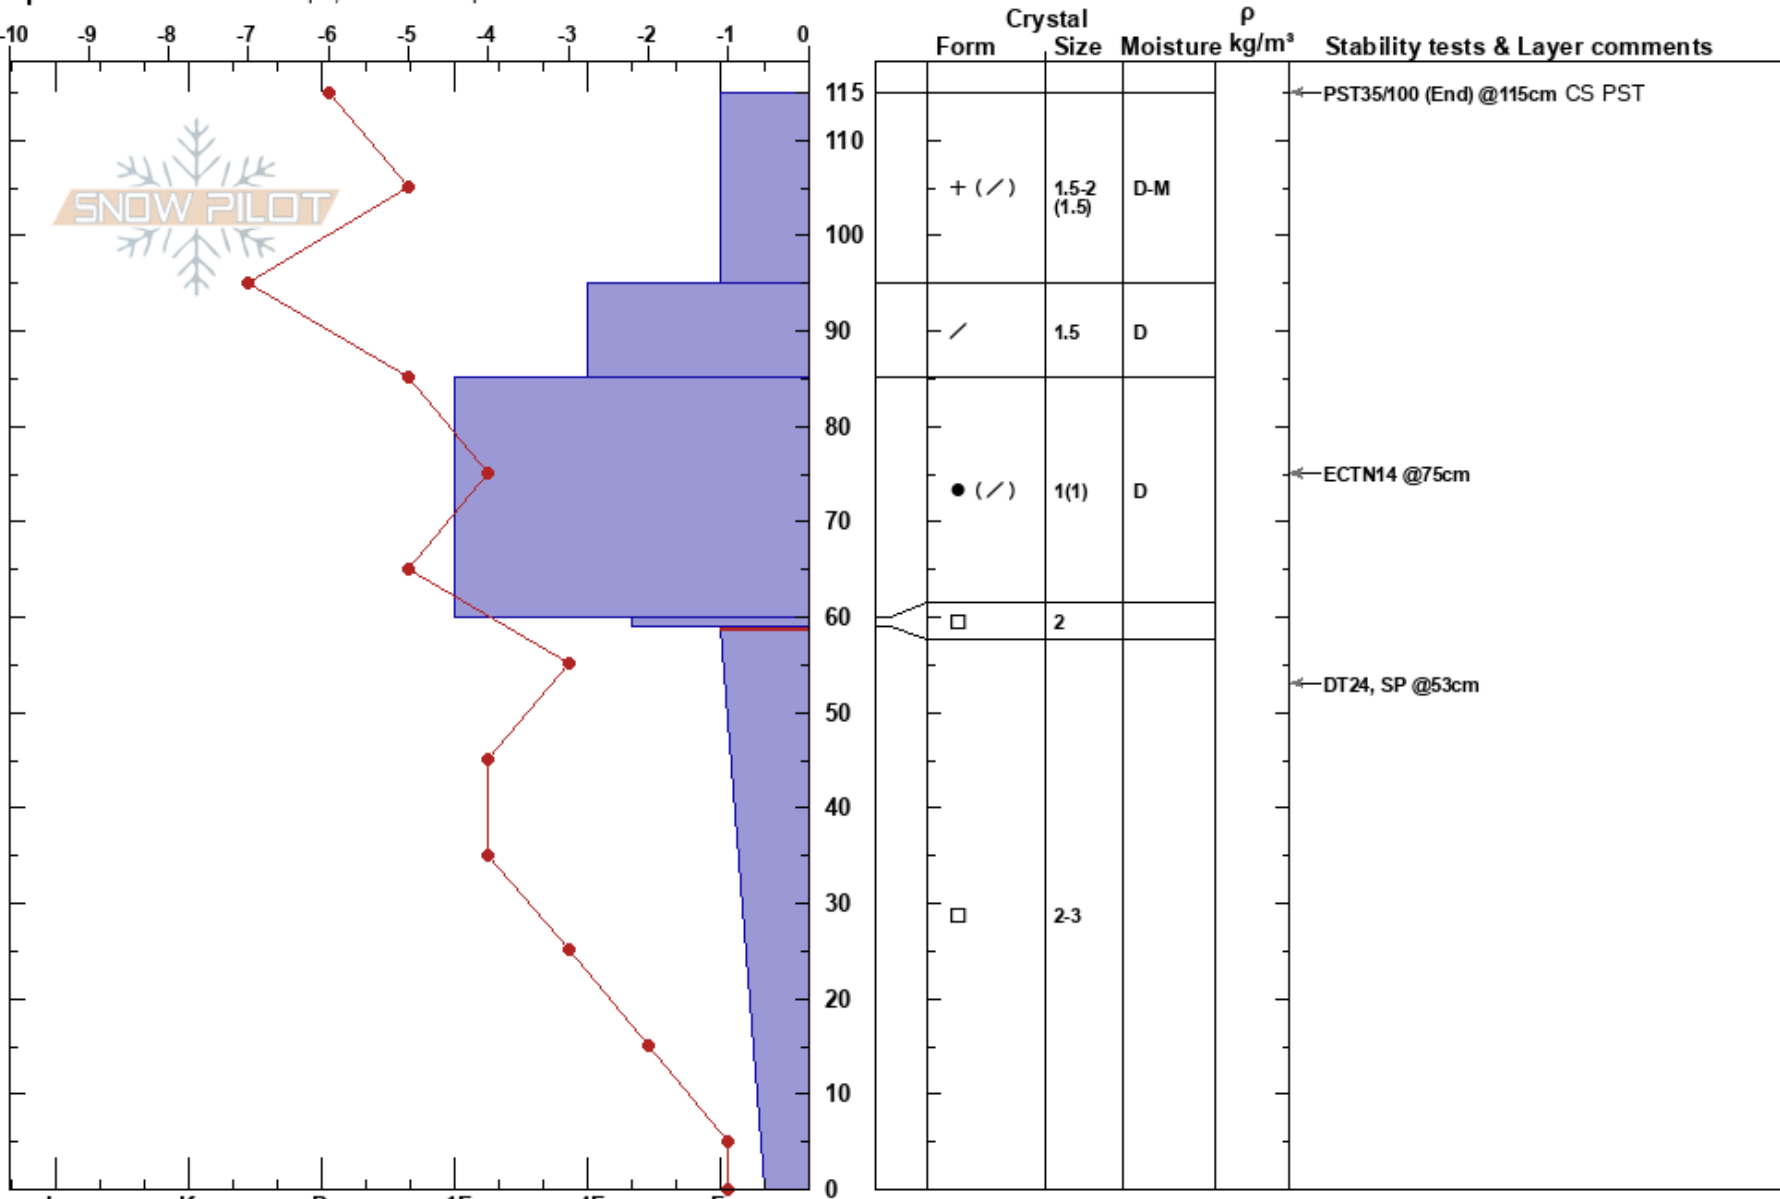 -10 -9 -8 -7 -6 -5 -4 -3 -2 -1 0
Crystal ρ
Form Size Moisture kg/m³ Stability tests & Layer comments
SNOW PILOT
115 PST35/100 (End) @115cm CS PST
110
+ (/) 1.5-2 D-M
(1.5)
100
90 / 1.5 D
80
ECTN14 @75cm
● (/) 1(1) D
70
60 □ 2
DT24, SP @53cm
50
40
30
□ 2-3
20
10
0